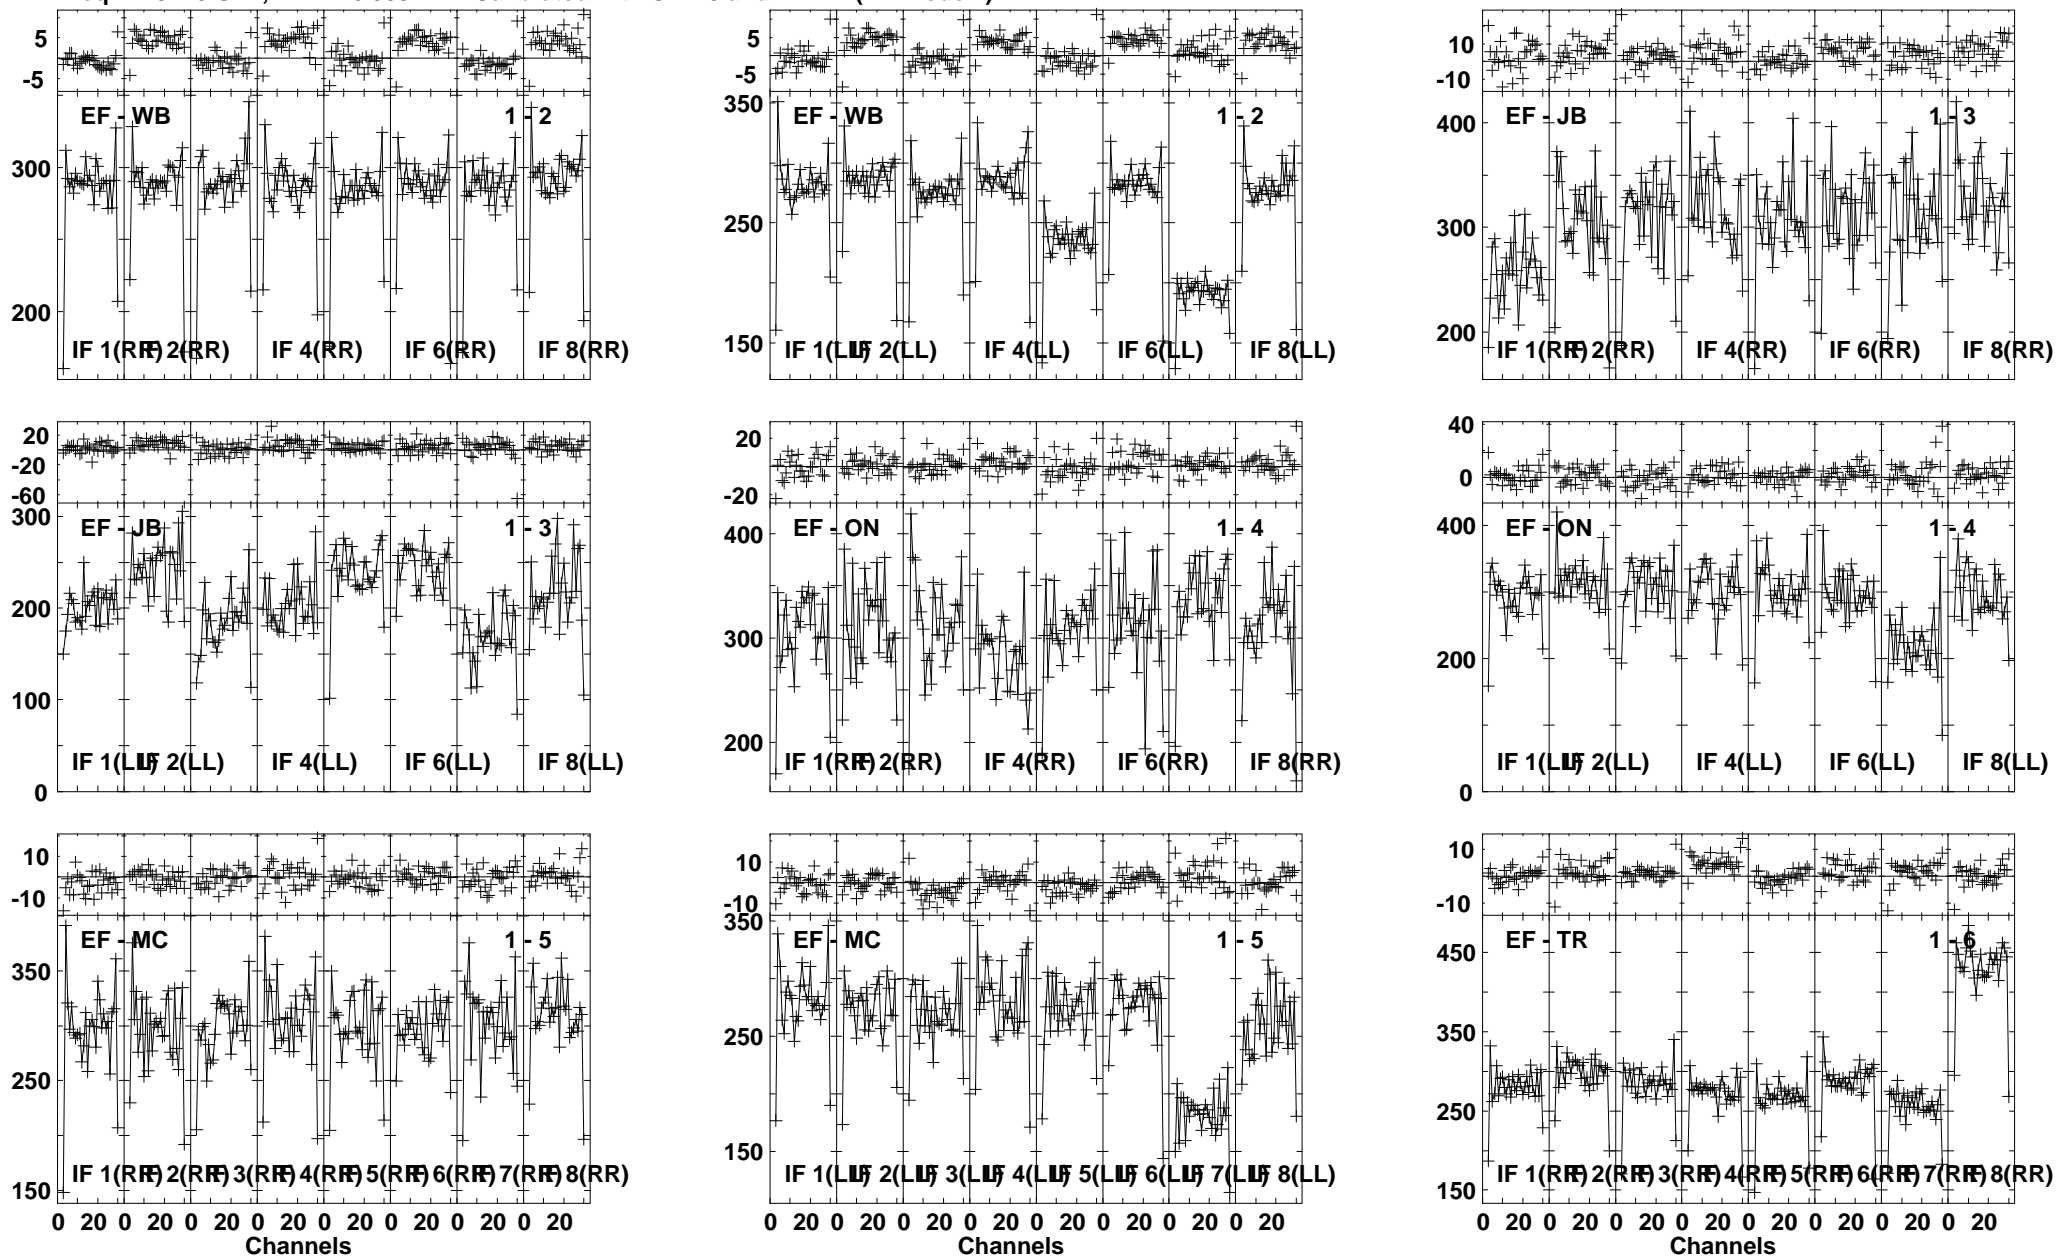 5
-5
EF - WB 1 - 2
300
200
IF 1(RR) IF 2(RR) IF 4(RR) IF 6(RR) IF 8(RR)
5
-5
350
EF - WB 1 - 2
250
150
IF 1(LL) IF 2(LL) IF 4(LL) IF 6(LL) IF 8(LL)
10
-10
400
EF - JB 1 - 3
300
200
IF 1(RR) IF 2(RR) IF 4(RR) IF 6(RR) IF 8(RR)
20
-20
-60
300
EF - JB 1 - 3
200
100
IF 1(LL) IF 2(LL) IF 4(LL) IF 6(LL) IF 8(LL)
0
20
-20
400
EF - ON 1 - 4
300
200
IF 1(RR) IF 2(RR) IF 4(RR) IF 6(RR) IF 8(RR)
40
0
400
EF - ON 1 - 4
200
IF 1(LL) IF 2(LL) IF 4(LL) IF 6(LL) IF 8(LL)
0
10
-10
EF - MC 1 - 5
350
250
150
IF 1(RR) IF 2(RR) IF 3(RR) IF 4(RR) IF 5(RR) IF 6(RR) IF 7(RR) IF 8(RR)
0 20 0 20 0 20 0 20 0 20 0 20 0 20 0 20
Channels
10
-10
350
EF - MC 1 - 5
250
150
IF 1(LL) IF 2(LL) IF 3(LL) IF 4(LL) IF 5(LL) IF 6(LL) IF 7(LL) IF 8(LL)
0 20 0 20 0 20 0 20 0 20 0 20 0 20 0 20
Channels
10
-10
EF - TR 1 - 6
450
350
250
150
IF 1(RR) IF 2(RR) IF 3(RR) IF 4(RR) IF 5(RR) IF 6(RR) IF 7(RR) IF 8(RR)
0 20 0 20 0 20 0 20 0 20 0 20 0 20 0 20
Channels